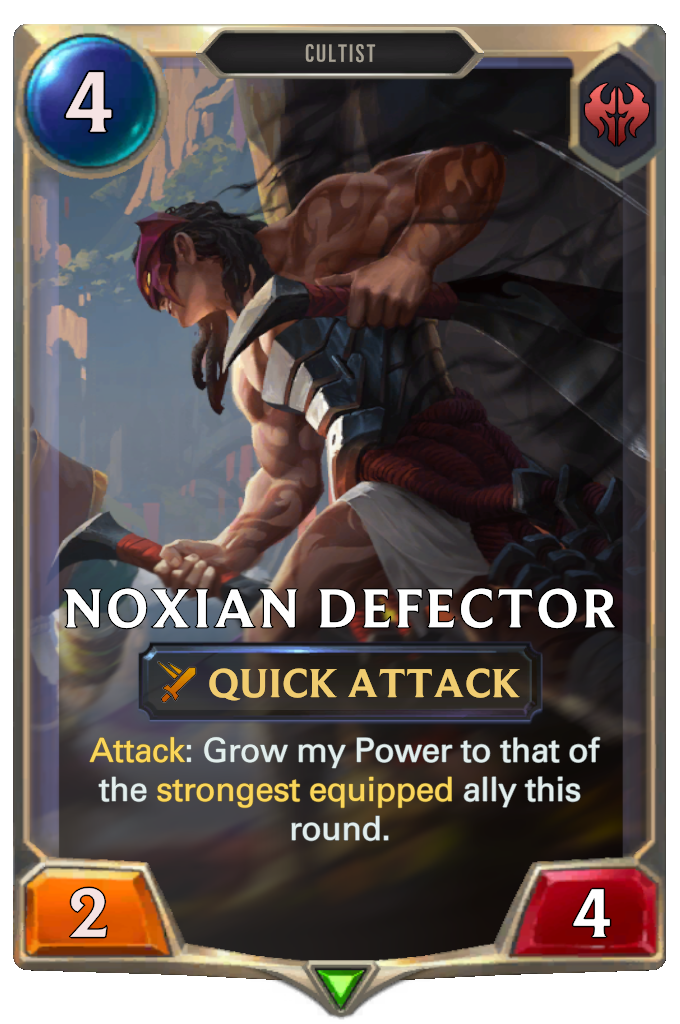 CULTIST
4
NOXIAN DEFECTOR
QUICK ATTACK
Attack: Grow my Power to that of
the strongest equipped ally this
round.
2
4